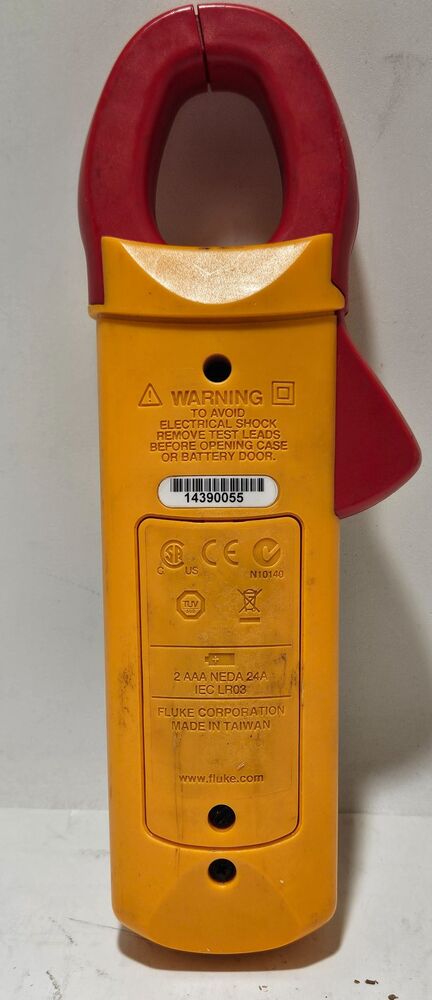 WARNING
TO AVOID
ELECTRICAL SHOCK
REMOVE TEST LEADS
BEFORE OPENING CASE
OR BATTERY DOOR.
14390055
C US
N10140
TUV
2 AAA NEDA 24A
IEC LR03
FLUKE CORPORATION
MADE IN TAIWAN
www.fluke.com